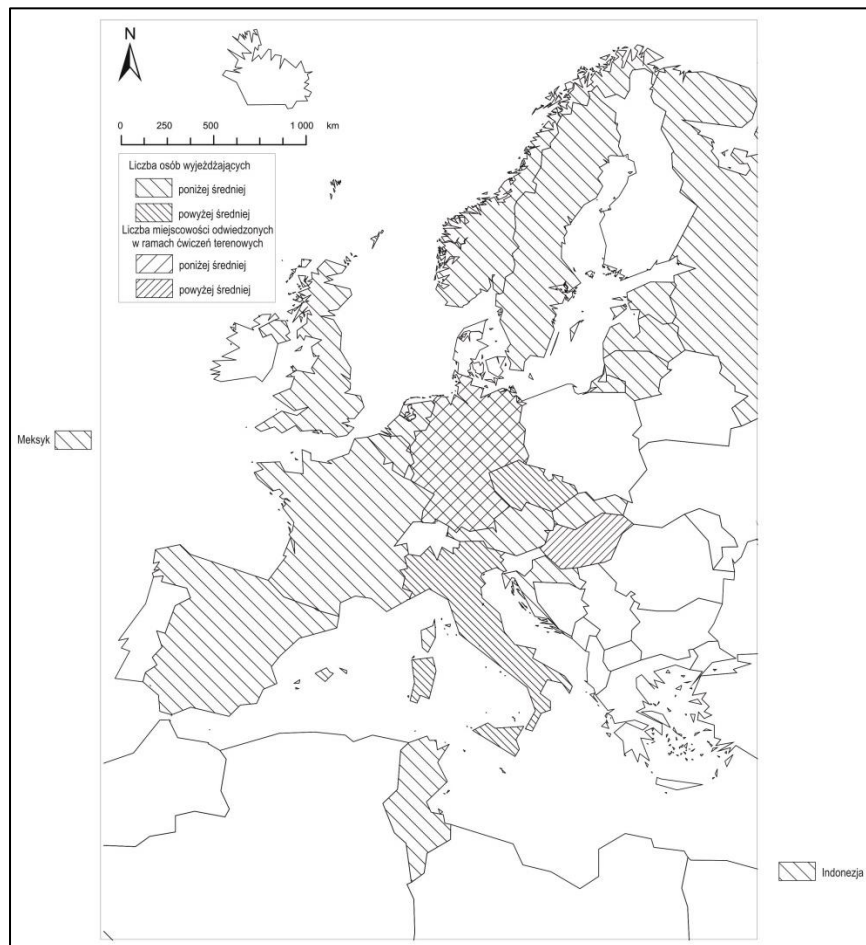 N
0 250 500 1 000 km
Liczba osób wyjeżdżających
poniżej średniej
powyżej średniej
Liczba miejscowości odwiedzonych
w ramach ćwiczeń terenowych
poniżej średniej
powyżej średniej
Meksyk
Indonezja